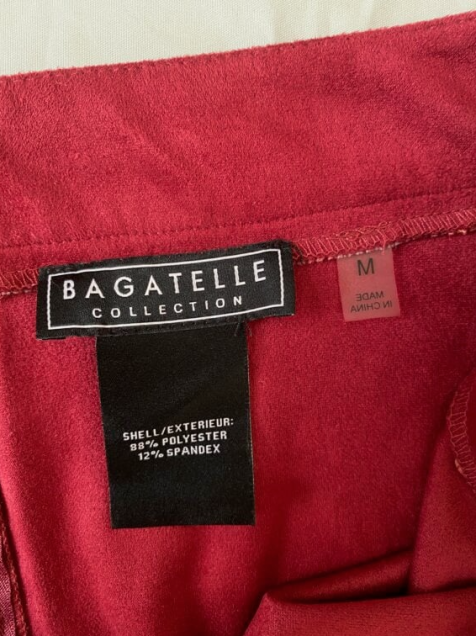 BAGATELLE
COLLECTION
M
MADE
IN CHINA
SHELL/EXTERIEUR:
88% POLYESTER
12% SPANDEX